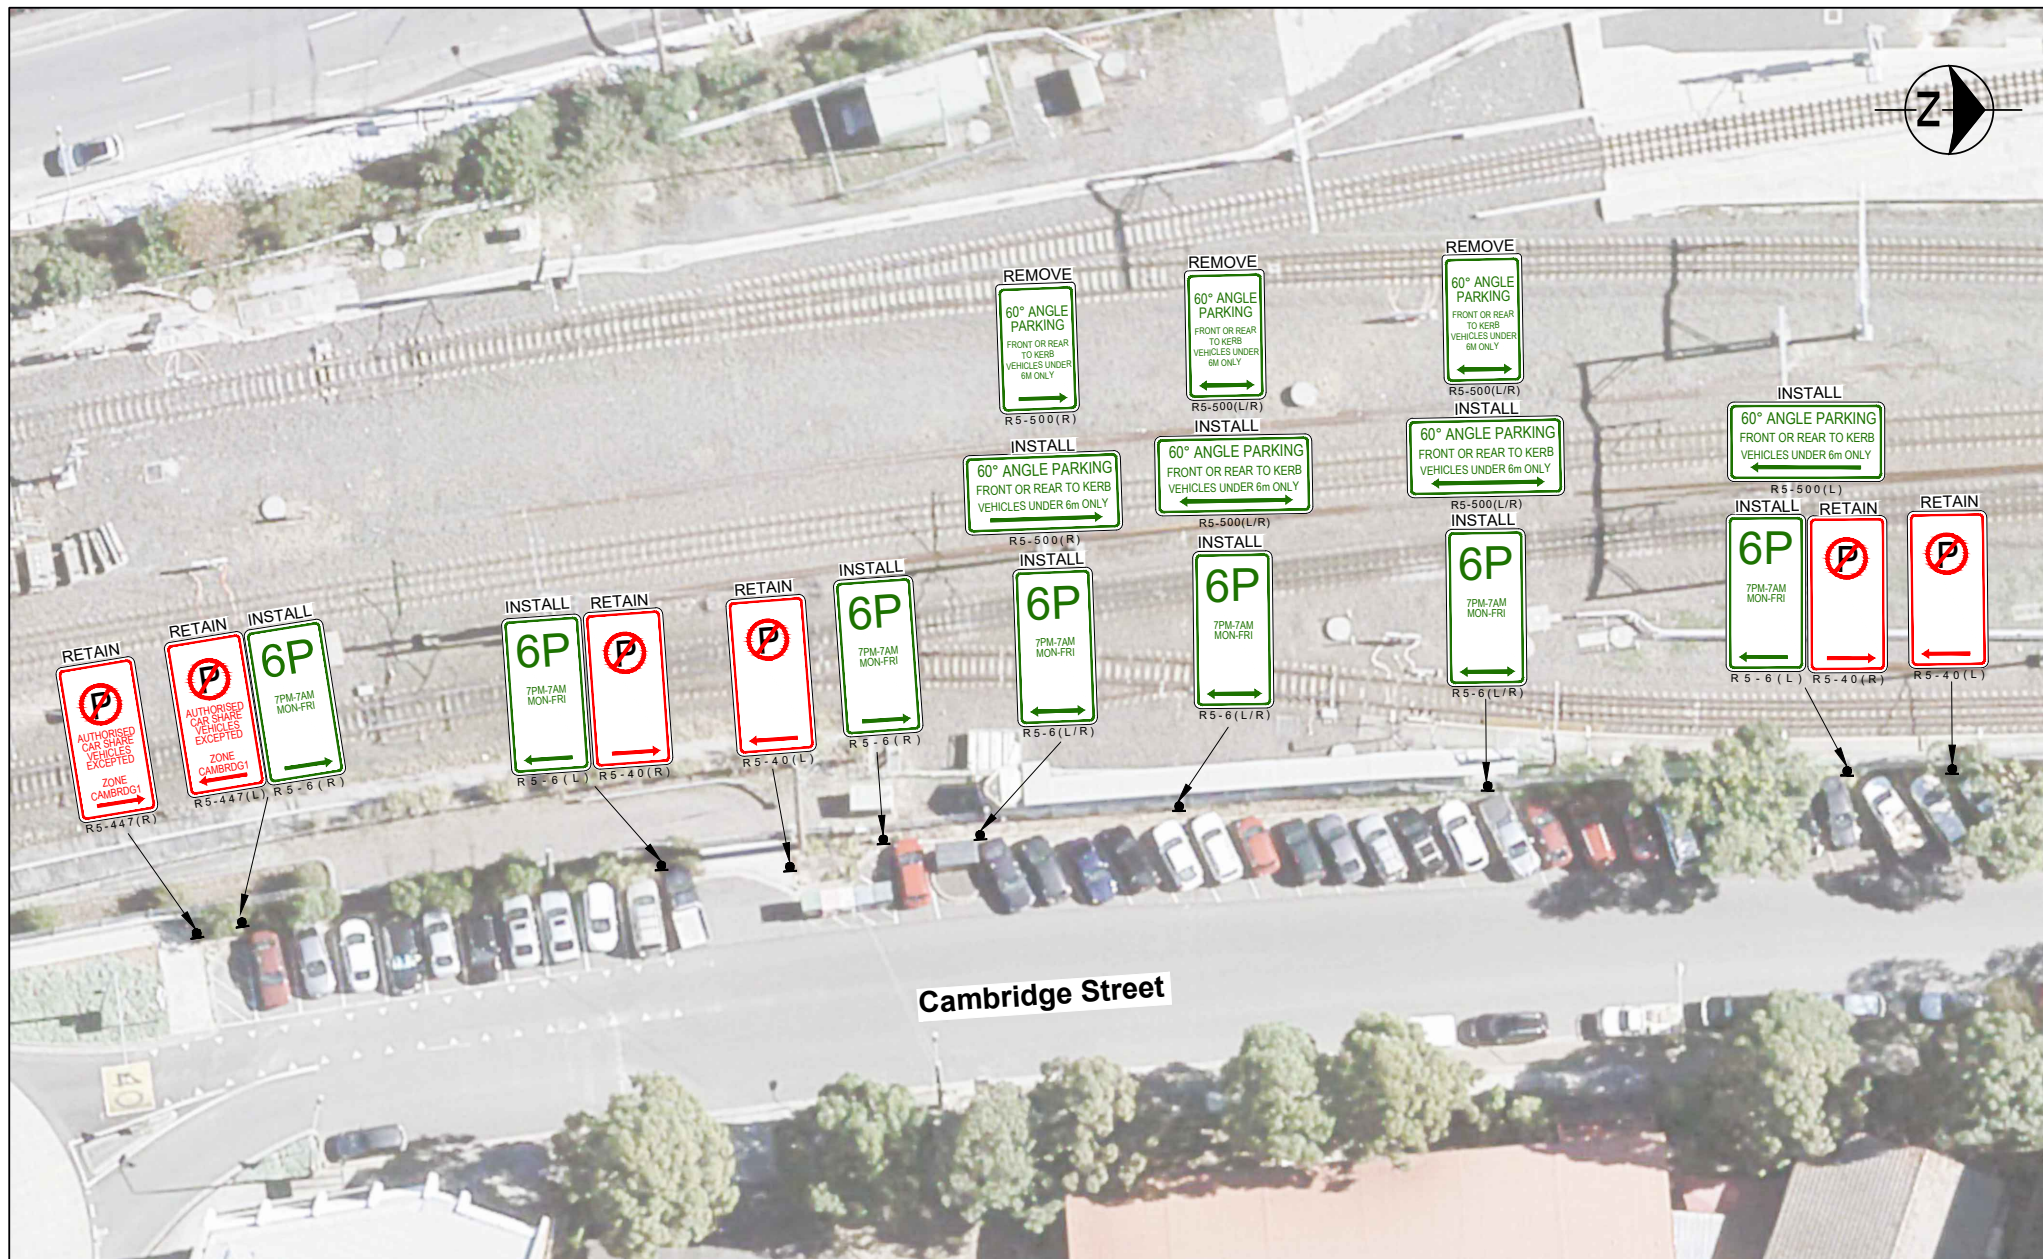 Z
REMOVE
60° ANGLE
PARKING
FRONT OR REAR
TO KERB
VEHICLES UNDER
6M ONLY
R5-500(R)
REMOVE
60° ANGLE
PARKING
FRONT OR REAR
TO KERB
VEHICLES UNDER
6M ONLY
R5-500(L/R)
REMOVE
60° ANGLE
PARKING
FRONT OR REAR
TO KERB
VEHICLES UNDER
6M ONLY
R5-500(L/R)
INSTALL
60° ANGLE PARKING
FRONT OR REAR TO KERB
VEHICLES UNDER 6m ONLY
R5-500(R)
INSTALL
60° ANGLE PARKING
FRONT OR REAR TO KERB
VEHICLES UNDER 6m ONLY
R5-500(L/R)
INSTALL
60° ANGLE PARKING
FRONT OR REAR TO KERB
VEHICLES UNDER 6m ONLY
R5-500(L/R)
INSTALL
60° ANGLE PARKING
FRONT OR REAR TO KERB
VEHICLES UNDER 6m ONLY
R5-500(L)
RETAIN
P
AUTHORISED
CAR SHARE
VEHICLES
EXCEPTED
ZONE
CAMBRDG1
R5-447(R)
RETAIN
P
AUTHORISED
CAR SHARE
VEHICLES
EXCEPTED
ZONE
CAMBRDG1
R5-447(L)
INSTALL
6P
7PM-7AM
MON-FRI
R5-6(R)
INSTALL
6P
7PM-7AM
MON-FRI
R5-6(L)
RETAIN
P
R5-40(R)
RETAIN
P
R5-40(L)
INSTALL
6P
7PM-7AM
MON-FRI
R5-6(R)
INSTALL
6P
7PM-7AM
MON-FRI
R5-6(L/R)
INSTALL
6P
7PM-7AM
MON-FRI
R5-6(L/R)
INSTALL
6P
7PM-7AM
MON-FRI
R5-6(L/R)
INSTALL
6P
7PM-7AM
MON-FRI
R5-6(L)
RETAIN
P
R5-40(R)
RETAIN
P
R5-40(L)
Cambridge Street